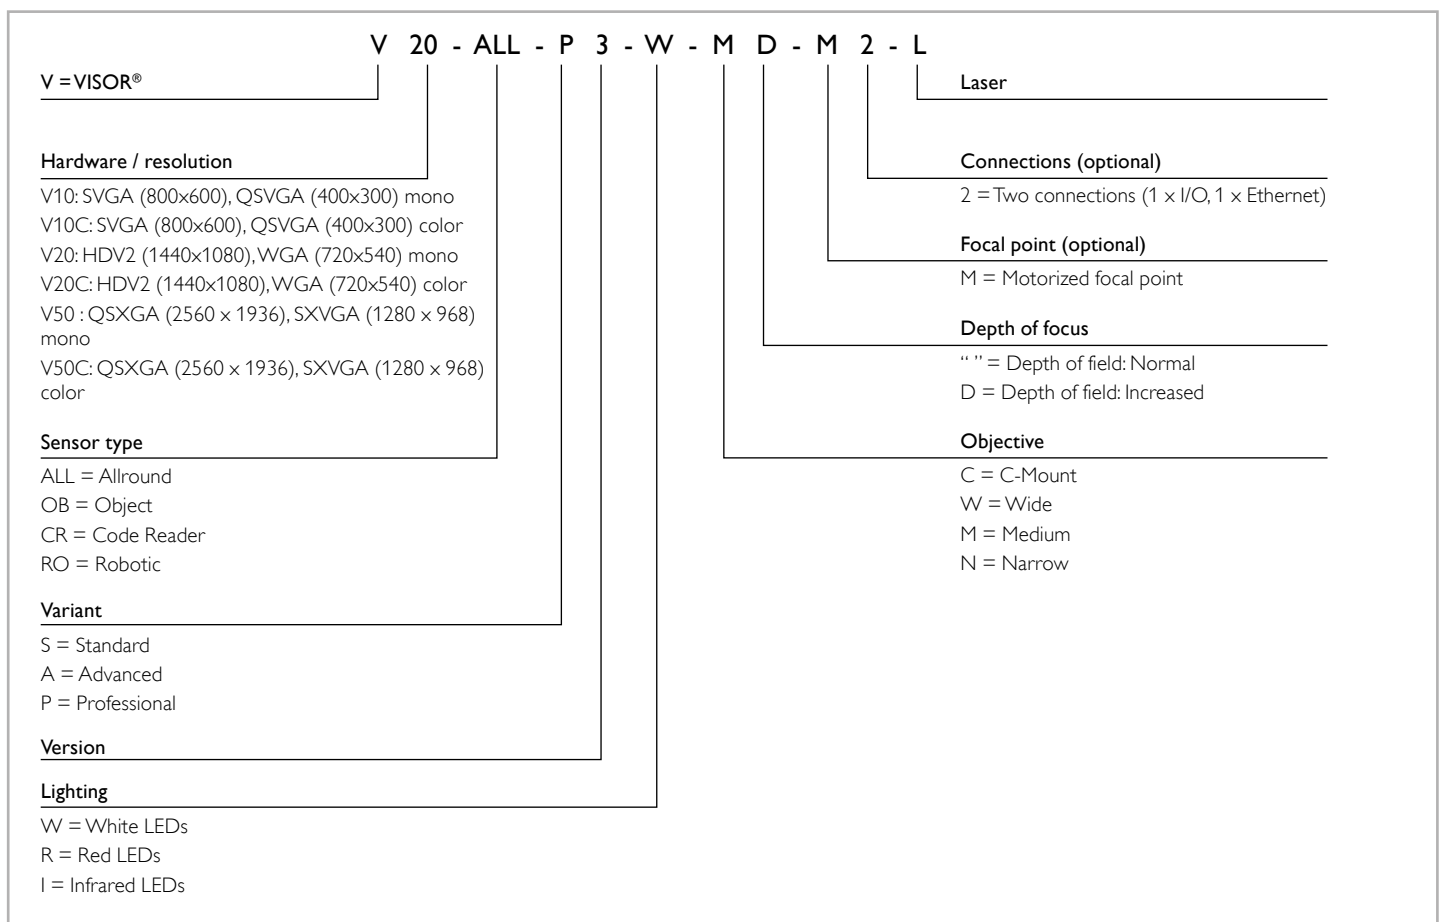 V 20 - ALL - P 3 - W - M D - M 2 - L
V = VISOR®
Hardware / resolution
V10: SVGA (800x600), QSVGA (400x300) mono
V10C: SVGA (800x600), QSVGA (400x300) color
V20: HDV2 (1440x1080), WGA (720x540) mono
V20C: HDV2 (1440x1080), WGA (720x540) color
V50 : QSXGA (2560 x 1936), SXVGA (1280 x 968)
mono
V50C: QSXGA (2560 x 1936), SXVGA (1280 x 968)
color
Sensor type
ALL = Allround
OB = Object
CR = Code Reader
RO = Robotic
Variant
S = Standard
A = Advanced
P = Professional
Version
Lighting
W = White LEDs
R = Red LEDs
I = Infrared LEDs
Laser
Connections (optional)
2 = Two connections (1 x I/O, 1 x Ethernet)
Focal point (optional)
M = Motorized focal point
Depth of focus
“ ” = Depth of field: Normal
D = Depth of field: Increased
Objective
C = C-Mount
W = Wide
M = Medium
N = Narrow